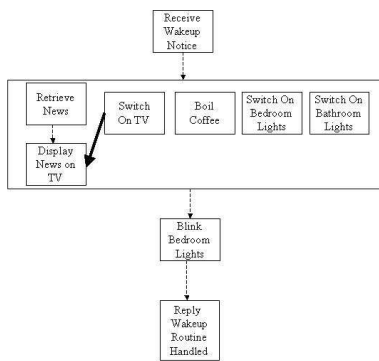 Receive
Wakeup
Notice
Retrieve
News
Switch
On TV
Boil
Coffee
Switch On
Bedroom
Lights
Switch On
Bathroom
Lights
Display
News on
TV
Blink
Bedroom
Lights
Reply
Wakeup
Routine
Handled